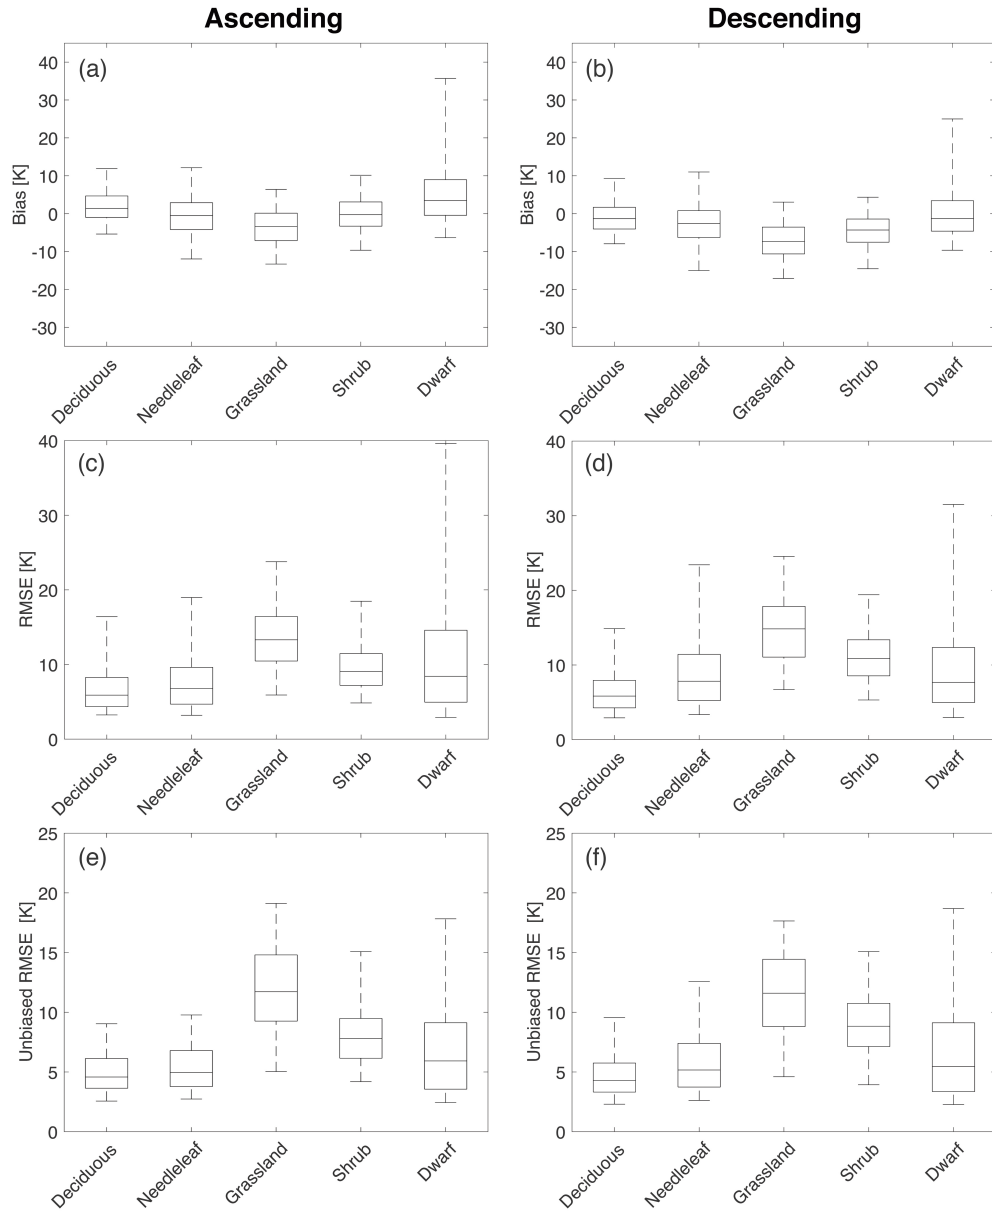 Ascending
Descending
(a)
Bias [K]
40
30
20
10
0
-10
-20
-30
Deciduous
Needleleaf
Grassland
Shrub
Dwarf
(b)
Bias [K]
40
30
20
10
0
-10
-20
-30
Deciduous
Needleleaf
Grassland
Shrub
Dwarf
(c)
RMSE [K]
40
30
20
10
0
Deciduous
Needleleaf
Grassland
Shrub
Dwarf
(d)
RMSE [K]
40
30
20
10
0
Deciduous
Needleleaf
Grassland
Shrub
Dwarf
(e)
Unbiased RMSE [K]
25
20
15
10
5
0
Deciduous
Needleleaf
Grassland
Shrub
Dwarf
(f)
Unbiased RMSE [K]
25
20
15
10
5
0
Deciduous
Needleleaf
Grassland
Shrub
Dwarf